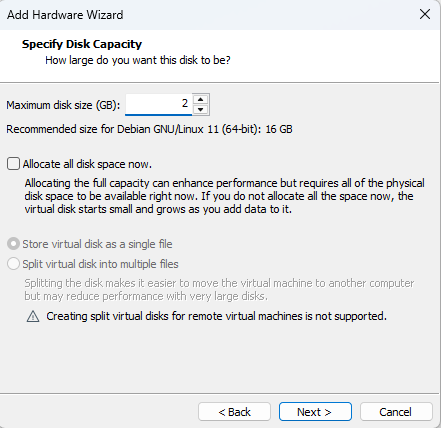 Add Hardware Wizard
Specify Disk Capacity
How large do you want this disk to be?
Maximum disk size (GB): 2
Recommended size for Debian GNU/Linux 11 (64-bit): 16 GB
Allocate all disk space now.
Allocating the full capacity can enhance performance but requires all of the physical
disk space to be available right now. If you do not allocate all the space now, the
virtual disk starts small and grows as you add data to it.
Store virtual disk as a single file
Split virtual disk into multiple files
Splitting the disk makes it easier to move the virtual machine to another computer
but may reduce performance with very large disks.
Creating split virtual disks for remote virtual machines is not supported.
< Back Next > Cancel